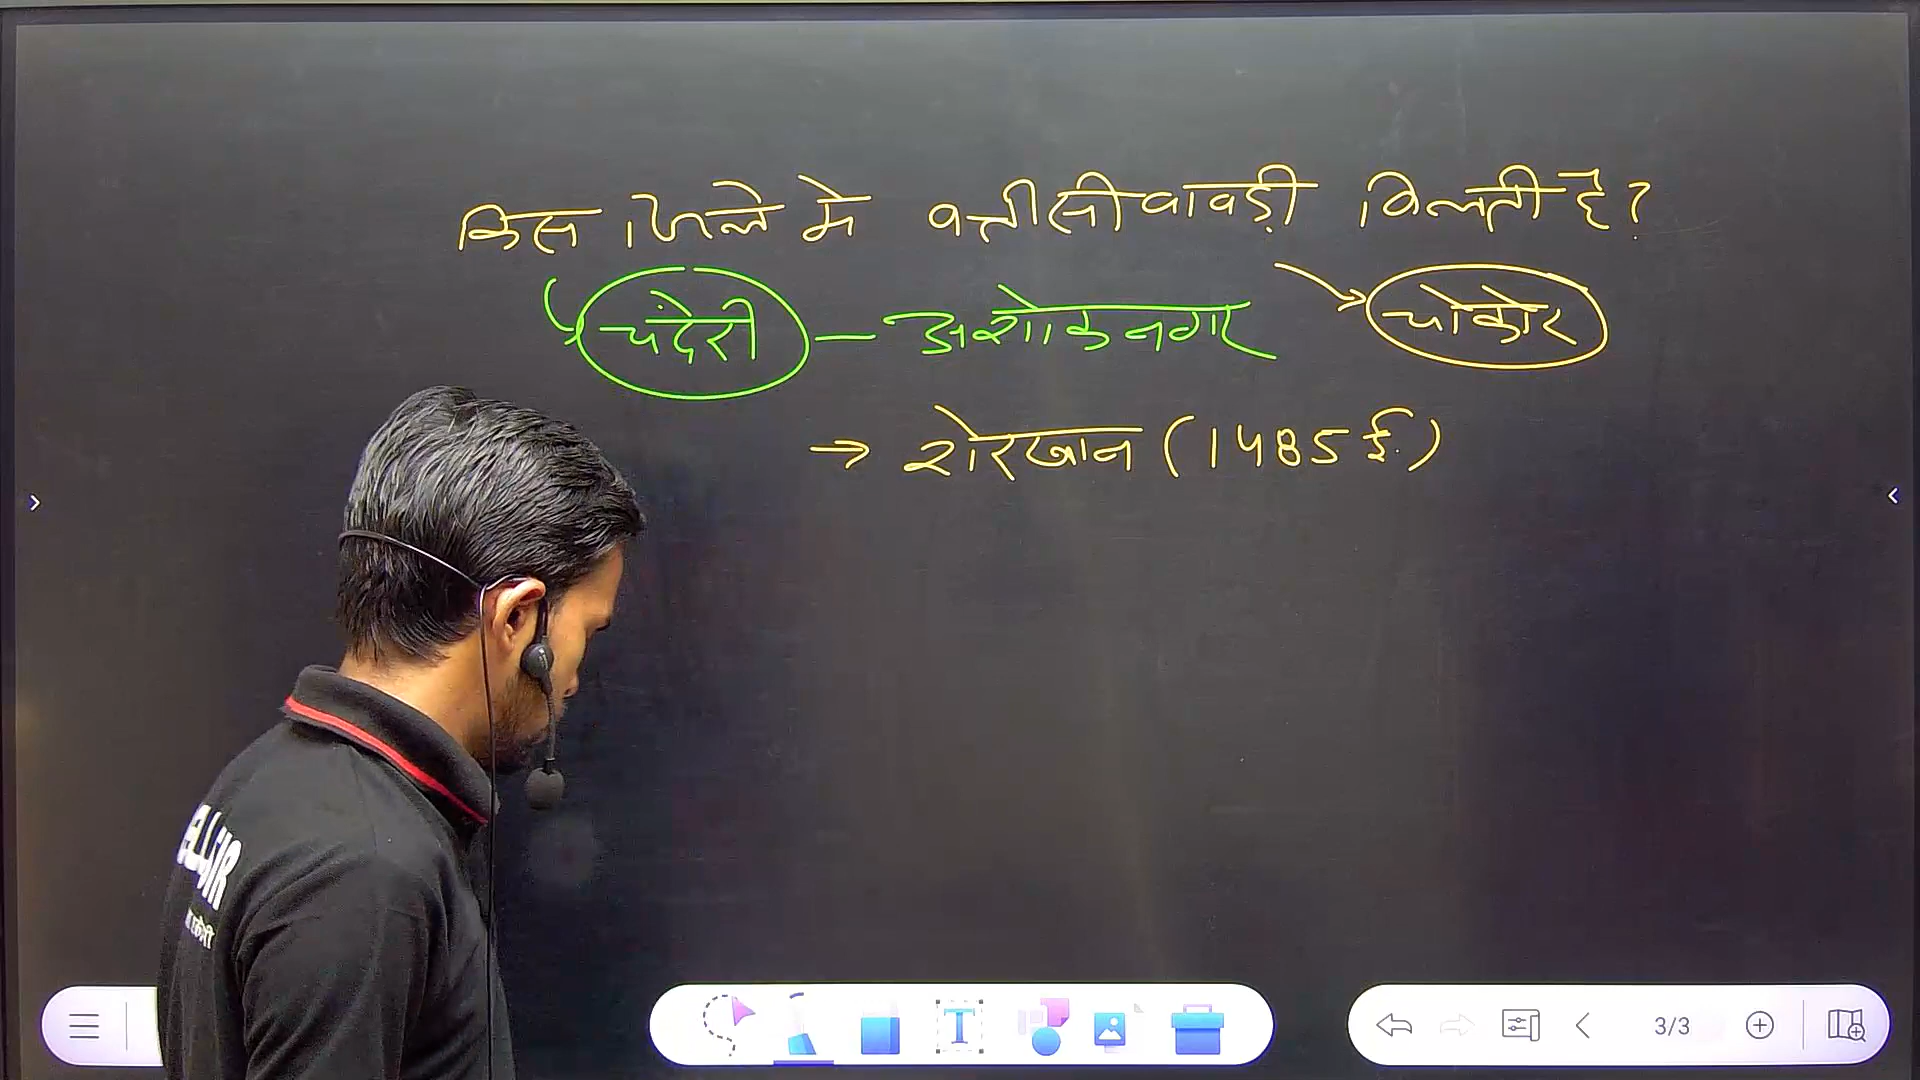 किस जिले में बत्तीसी बावड़ी मिलती है?
चंदेरी — अशोकनगर
चोकोर
→ शेरखान (1485 ई.)
3/3
T